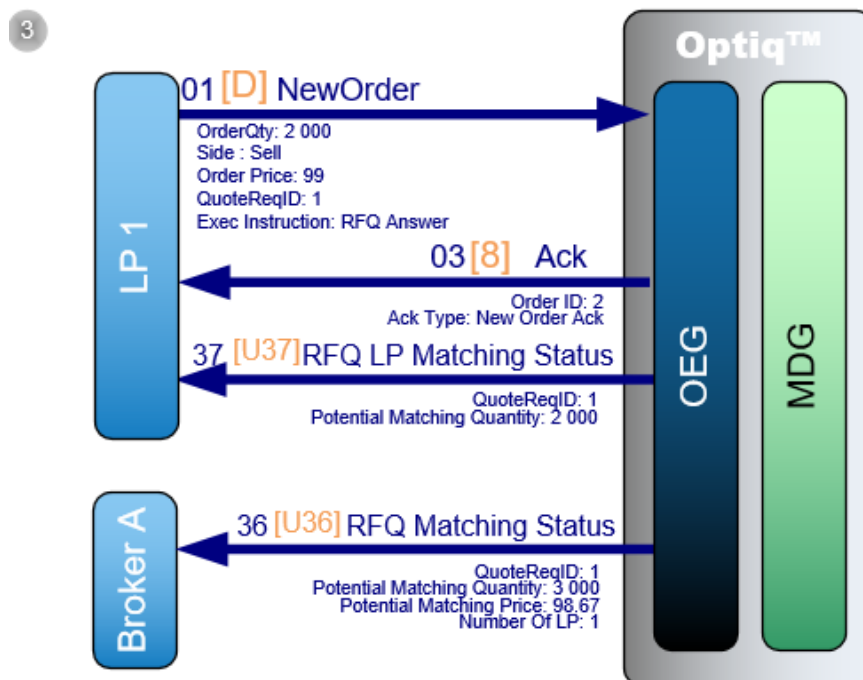 3
Optiq™
01 [D] NewOrder
OrderQty: 2 000
Side : Sell
Order Price: 99
QuoteReqID: 1
Exec Instruction: RFQ Answer
LP 1
03 [8] Ack
Order ID: 2
Ack Type: New Order Ack
37 [U37] RFQ LP Matching Status
QuoteReqID: 1
Potential Matching Quantity: 2 000
OEG
MDG
Broker A
36 [U36] RFQ Matching Status
QuoteReqID: 1
Potential Matching Quantity: 3 000
Potential Matching Price: 98.67
Number Of LP: 1